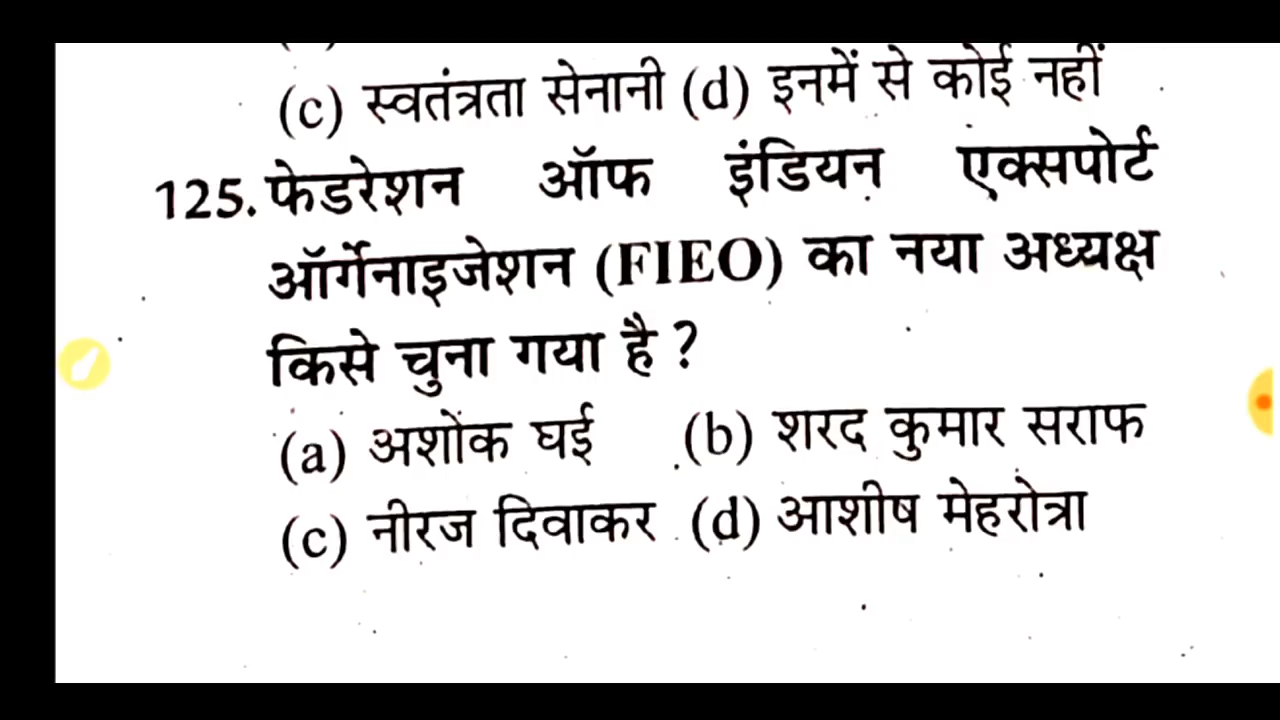 (c) स्वतंत्रता सेनानी (d) इनमें से कोई नहीं
125. फेडरेशन ऑफ इंडियन एक्सपोर्ट
ऑर्गेनाइजेशन (FIEO) का नया अध्यक्ष
किसे चुना गया है ?
(a) अशोक घई (b) शरद कुमार सराफ
(c) नीरज दिवाकर (d) आशीष मेहरोत्रा